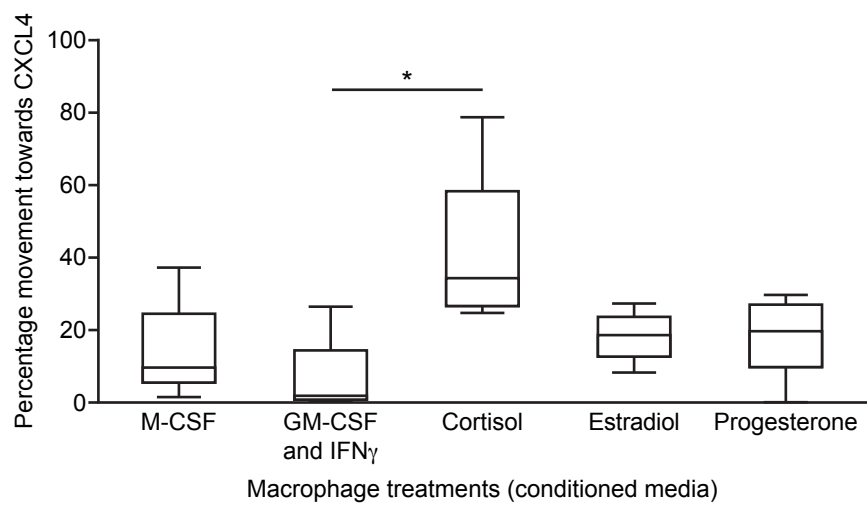 Percentage movement towards CXCL4
100
80
60
40
20
0
*
M-CSF
GM-CSF
and IFNγ
Cortisol
Estradiol
Progesterone
Macrophage treatments (conditioned media)